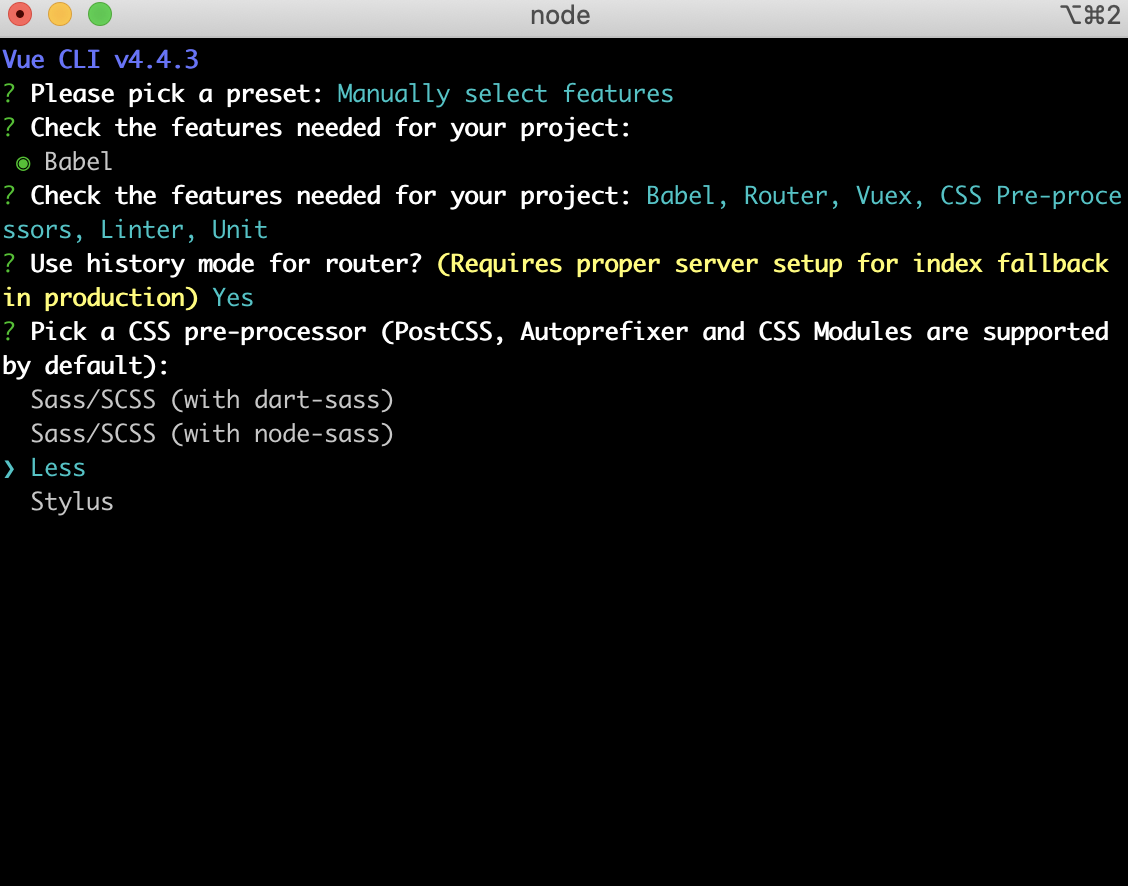 node
⌥⌘2
Vue CLI v4.4.3
? Please pick a preset: Manually select features
? Check the features needed for your project:
◉ Babel
? Check the features needed for your project: Babel, Router, Vuex, CSS Pre-proce
ssors, Linter, Unit
? Use history mode for router? (Requires proper server setup for index fallback
in production) Yes
? Pick a CSS pre-processor (PostCSS, Autoprefixer and CSS Modules are supported
by default):
Sass/SCSS (with dart-sass)
Sass/SCSS (with node-sass)
❯ Less
Stylus